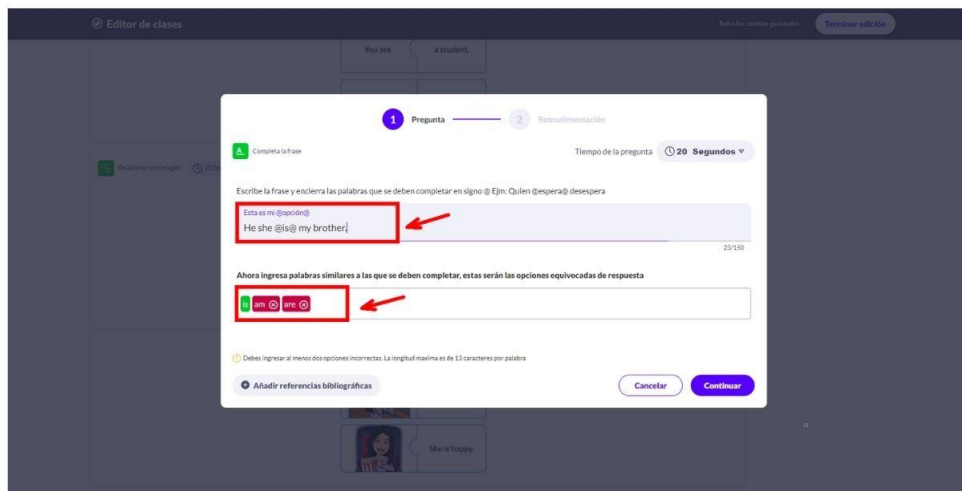 Editor de clases
Todos los cambios guardados
Terminar edición
You are
a student.
1 Pregunta
2 Retroalimentación
Completa la frase
Tiempo de la pregunta
20 Segundos
Relacionar con imagen
Escribe la frase y encierra las palabras que se deben completar en signo @ Ejm: Quien @espera@ desespera
Esta es mi @opción@
He she @is@ my brother.
23/150
Ahora ingresa palabras similares a las que se deben completar, estas serán las opciones equivocadas de respuesta
is am are
Debes ingresar al menos dos opciones incorrectas. La longitud maxima es de 13 caracteres por palabra
Añadir referencias bibliográficas
Cancelar
Continuar
She is happy.